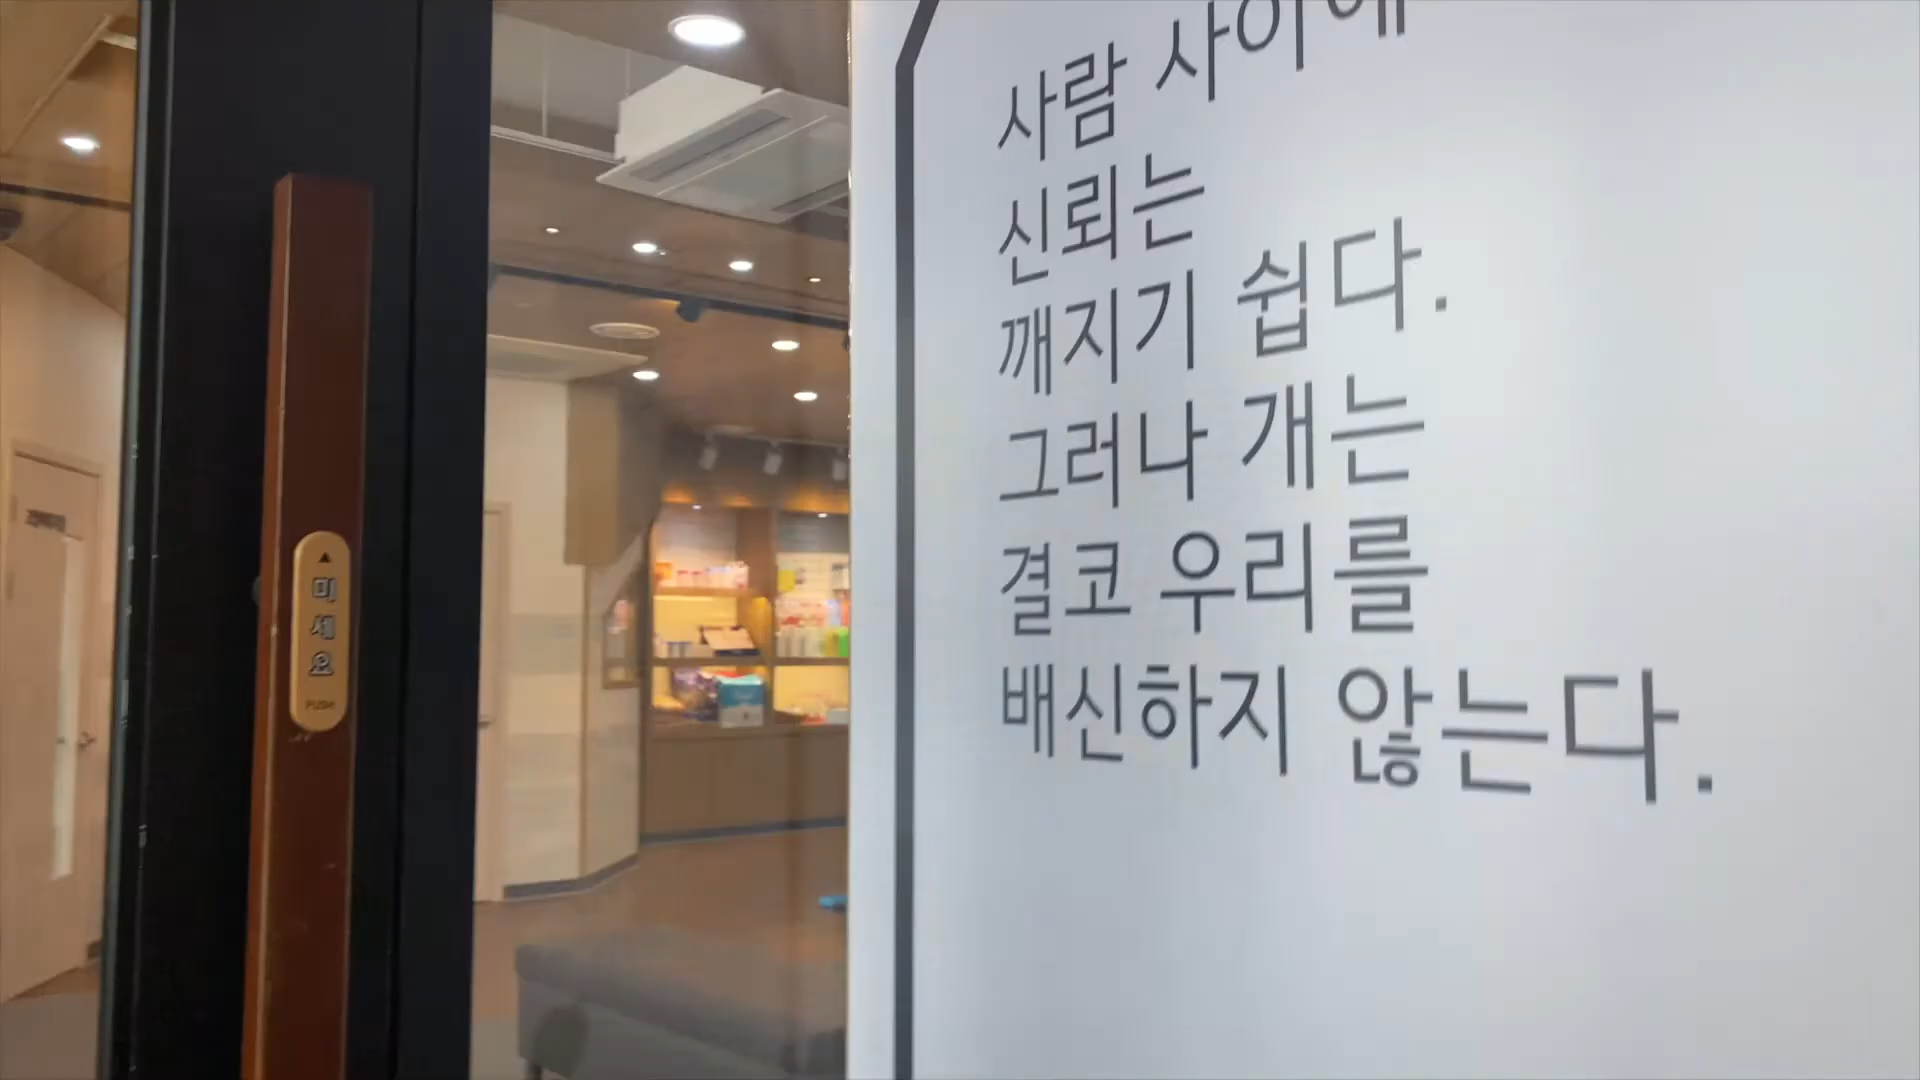 사람 사이에
신뢰는
깨지기 쉽다.
그러나 개는
결코 우리를
배신하지 않는다.
▲
미
세
요
PUSH